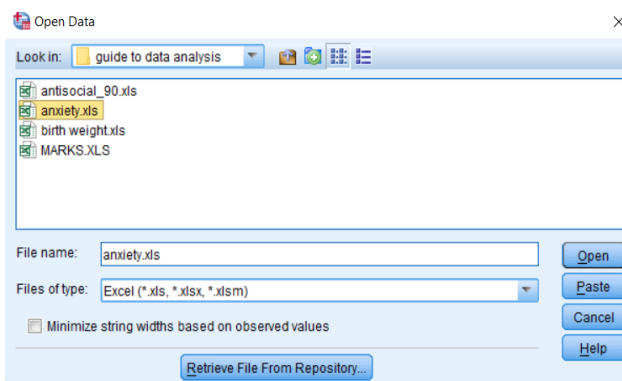 Open Data
Look in: guide to data analysis
antisocial_90.xls
anxiety.xls
birth weight.xls
MARKS.XLS
File name: anxiety.xls Open
Files of type: Excel (*.xls, *.xlsx, *.xlsm) Paste
Minimize string widths based on observed values Cancel
Help
Retrieve File From Repository...